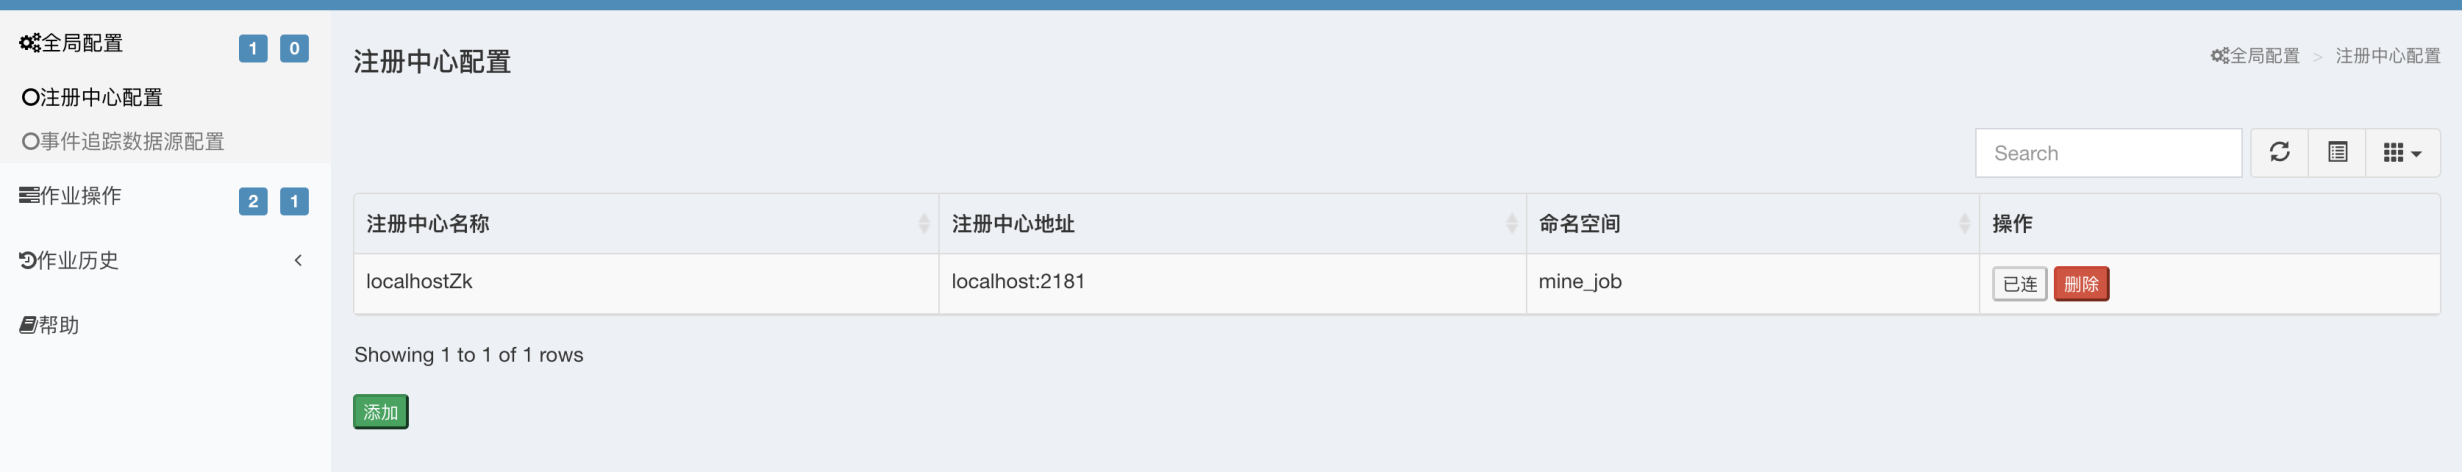 全局配置 1 0
注册中心配置
事件追踪数据源配置
作业操作 2 1
作业历史
帮助
注册中心配置
全局配置 > 注册中心配置
Search
注册中心名称 注册中心地址 命名空间 操作
localhostZk localhost:2181 mine_job 已连 删除
Showing 1 to 1 of 1 rows
添加